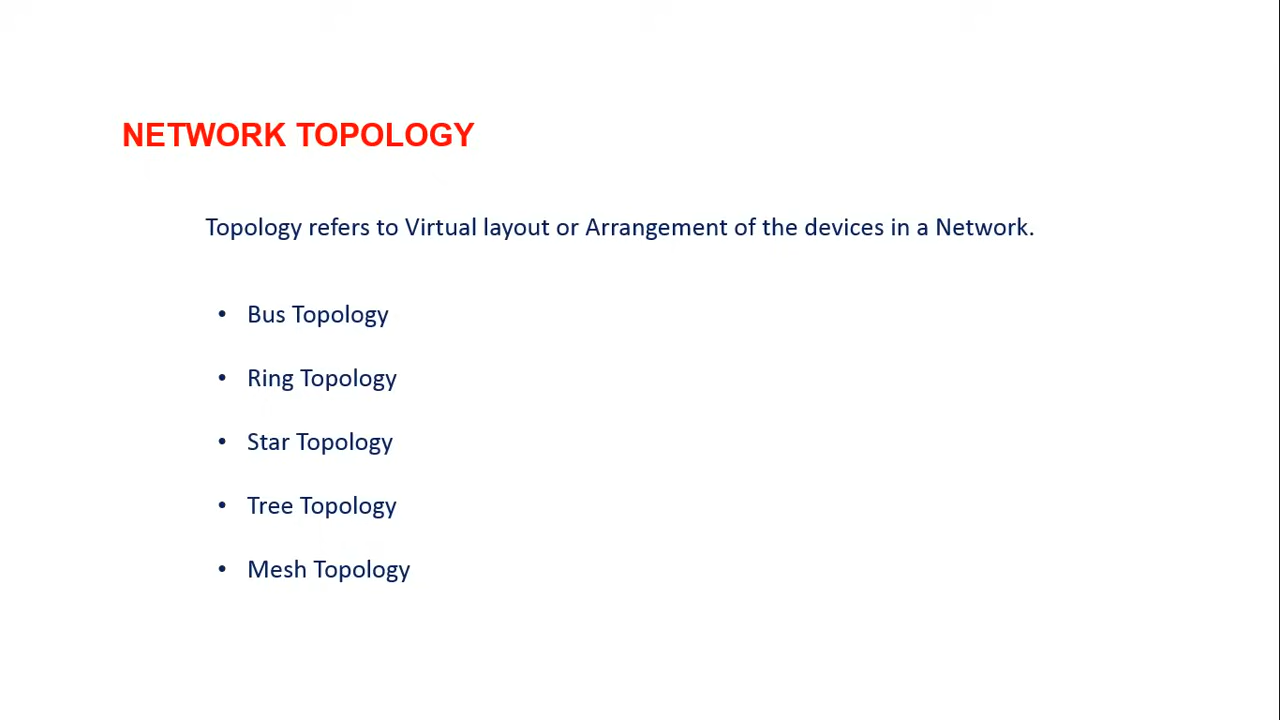 NETWORK TOPOLOGY
Topology refers to Virtual layout or Arrangement of the devices in a Network.
• Bus Topology
• Ring Topology
• Star Topology
• Tree Topology
• Mesh Topology